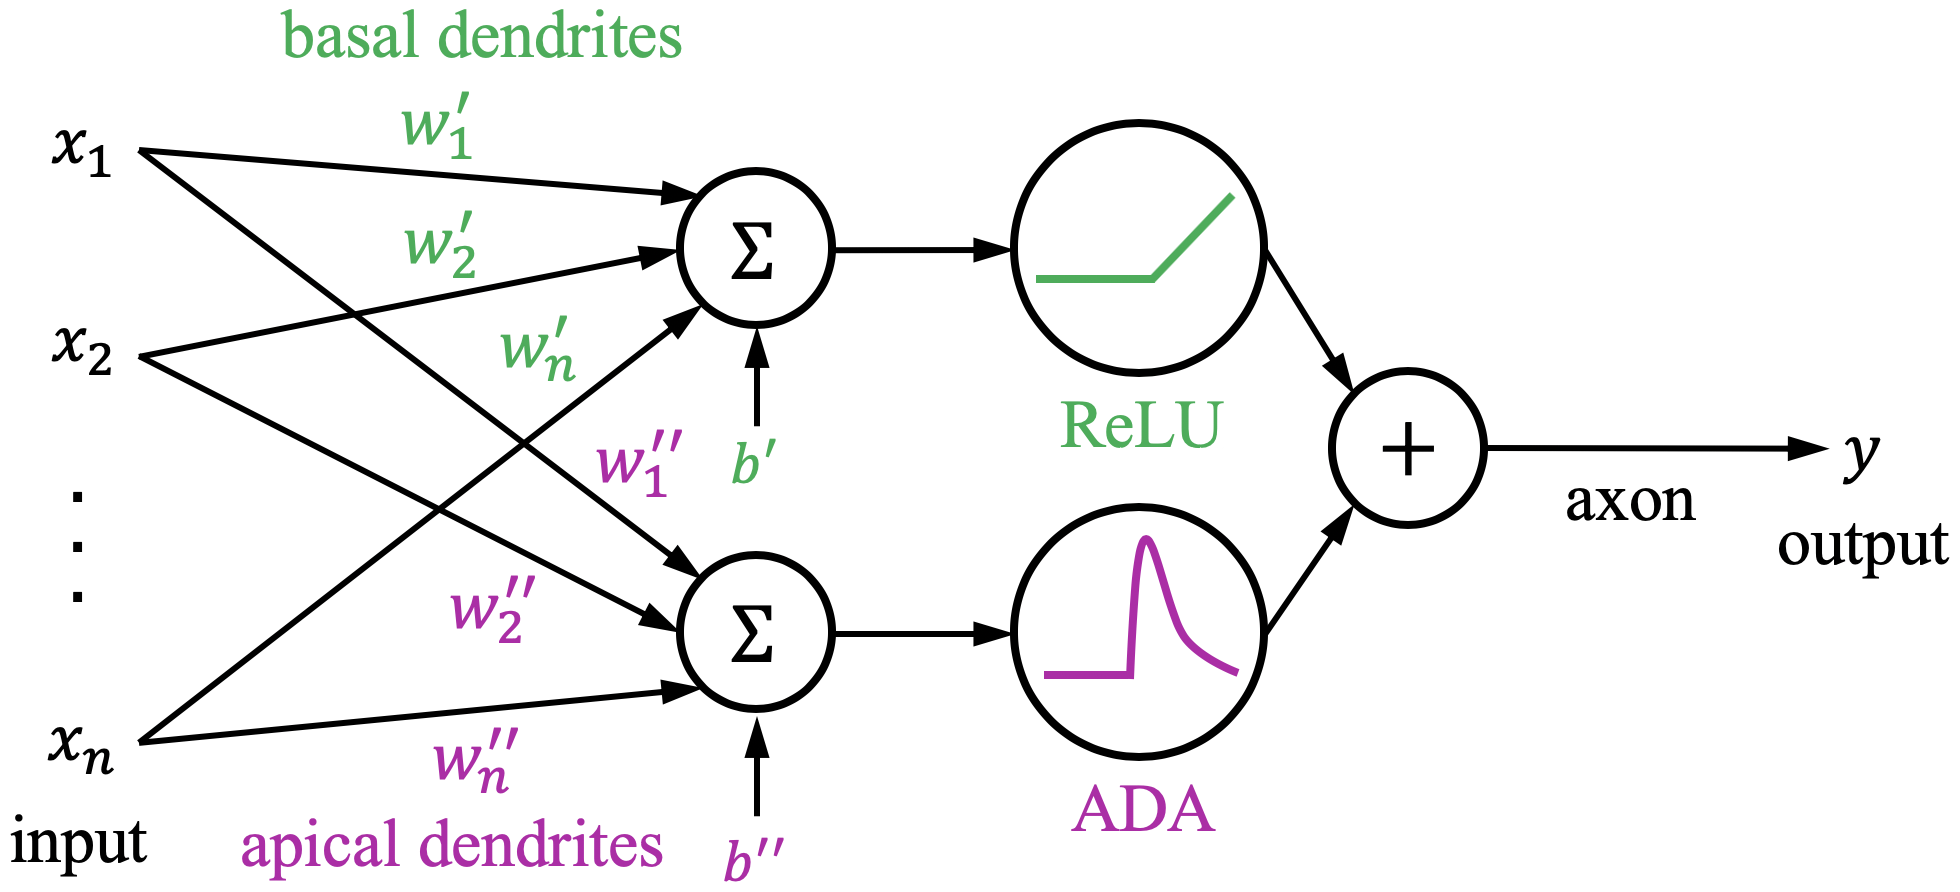 basal dendrites
x₁
w′₁
w′₂
x₂
w′ₙ
Σ
b′
ReLU
w″₁
+
y
axon
output
⋮
w″₂
Σ
xₙ
w″ₙ
ADA
input
apical dendrites
b″